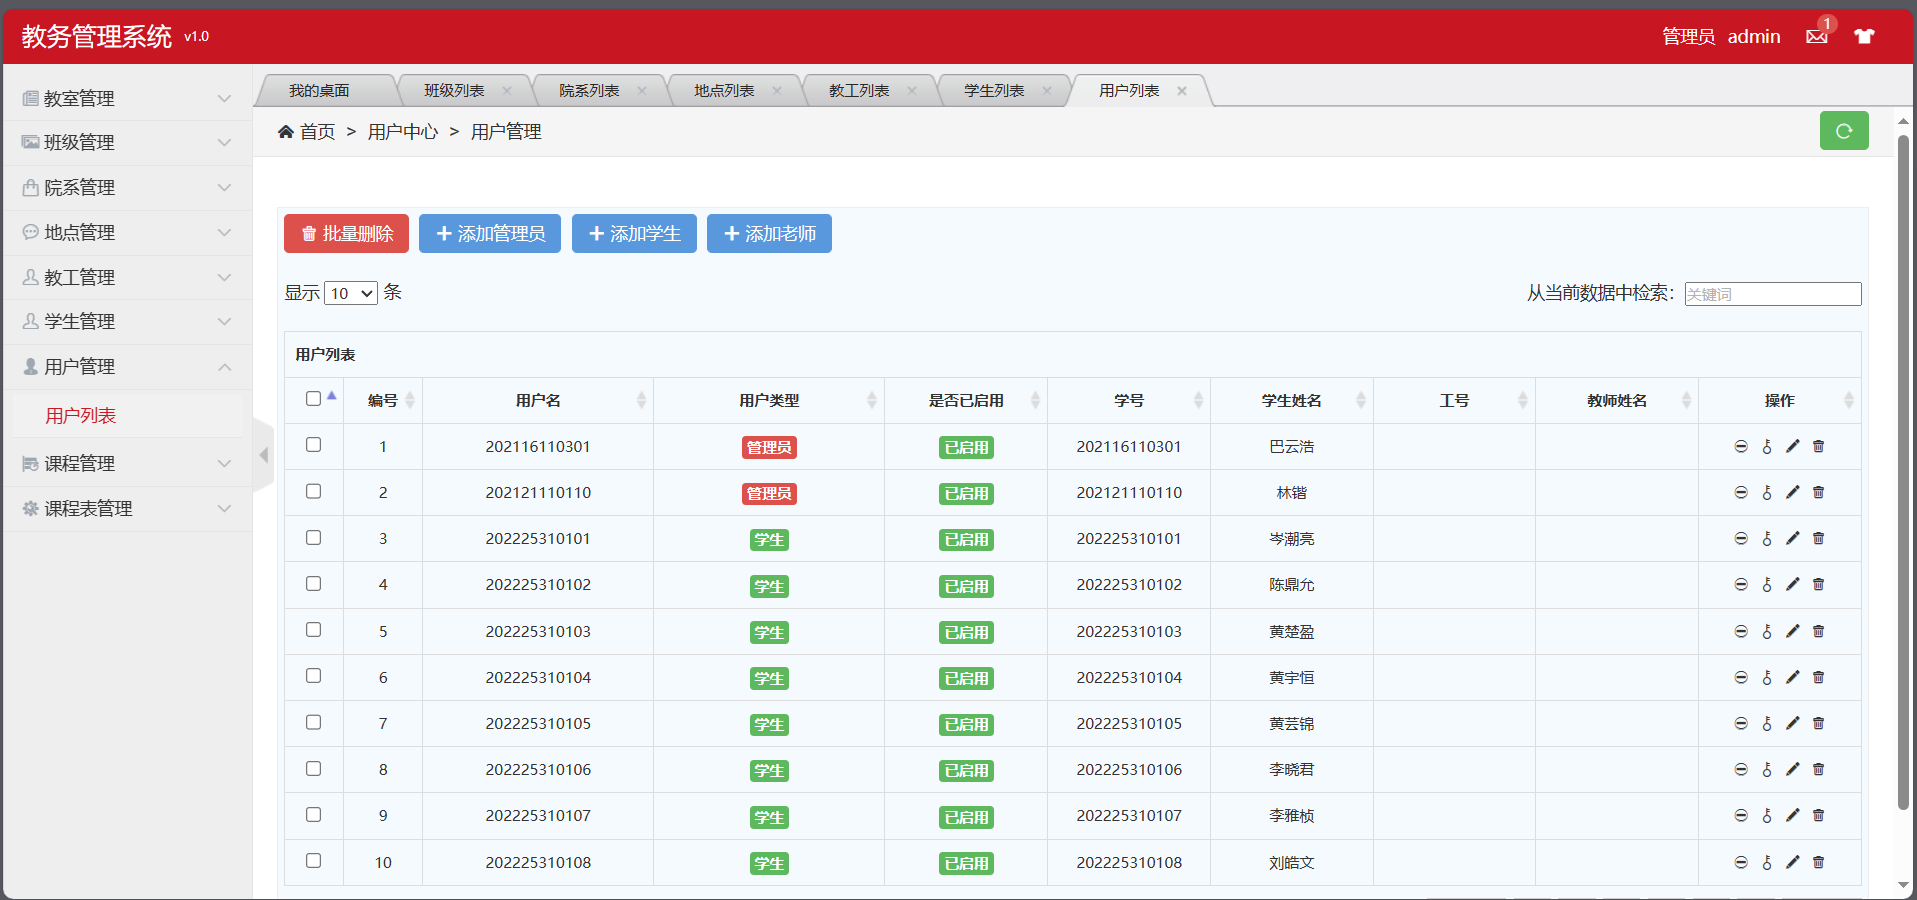 教务管理系统 v1.0
管理员 admin 1
教室管理
班级管理
院系管理
地点管理
教工管理
学生管理
用户管理
用户列表
课程管理
课程表管理
我的桌面 班级列表 院系列表 地点列表 教工列表 学生列表 用户列表
首页 > 用户中心 > 用户管理
批量删除 添加管理员 添加学生 添加老师
显示 10 条
从当前数据中检索： 关键词
用户列表
编号 用户名 用户类型 是否已启用 学号 学生姓名 工号 教师姓名 操作
1 202116110301 管理员 已启用 202116110301 巴云浩
2 202121110110 管理员 已启用 202121110110 林锴
3 202225310101 学生 已启用 202225310101 岑潮亮
4 202225310102 学生 已启用 202225310102 陈鼎允
5 202225310103 学生 已启用 202225310103 黄楚盈
6 202225310104 学生 已启用 202225310104 黄宇恒
7 202225310105 学生 已启用 202225310105 黄芸锦
8 202225310106 学生 已启用 202225310106 李晓君
9 202225310107 学生 已启用 202225310107 李雅桢
10 202225310108 学生 已启用 202225310108 刘皓文